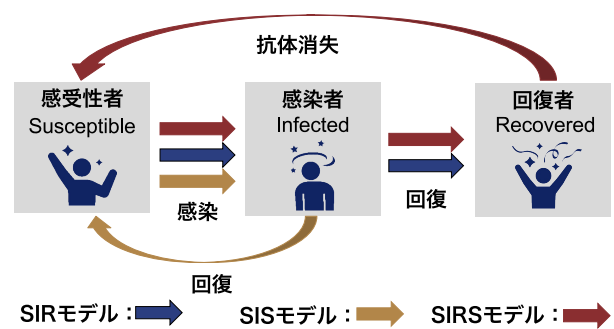 抗体消失
感受性者
Susceptible
感染者
Infected
回復者
Recovered
感染
回復
回復
SIRモデル：
SISモデル：
SIRSモデル：